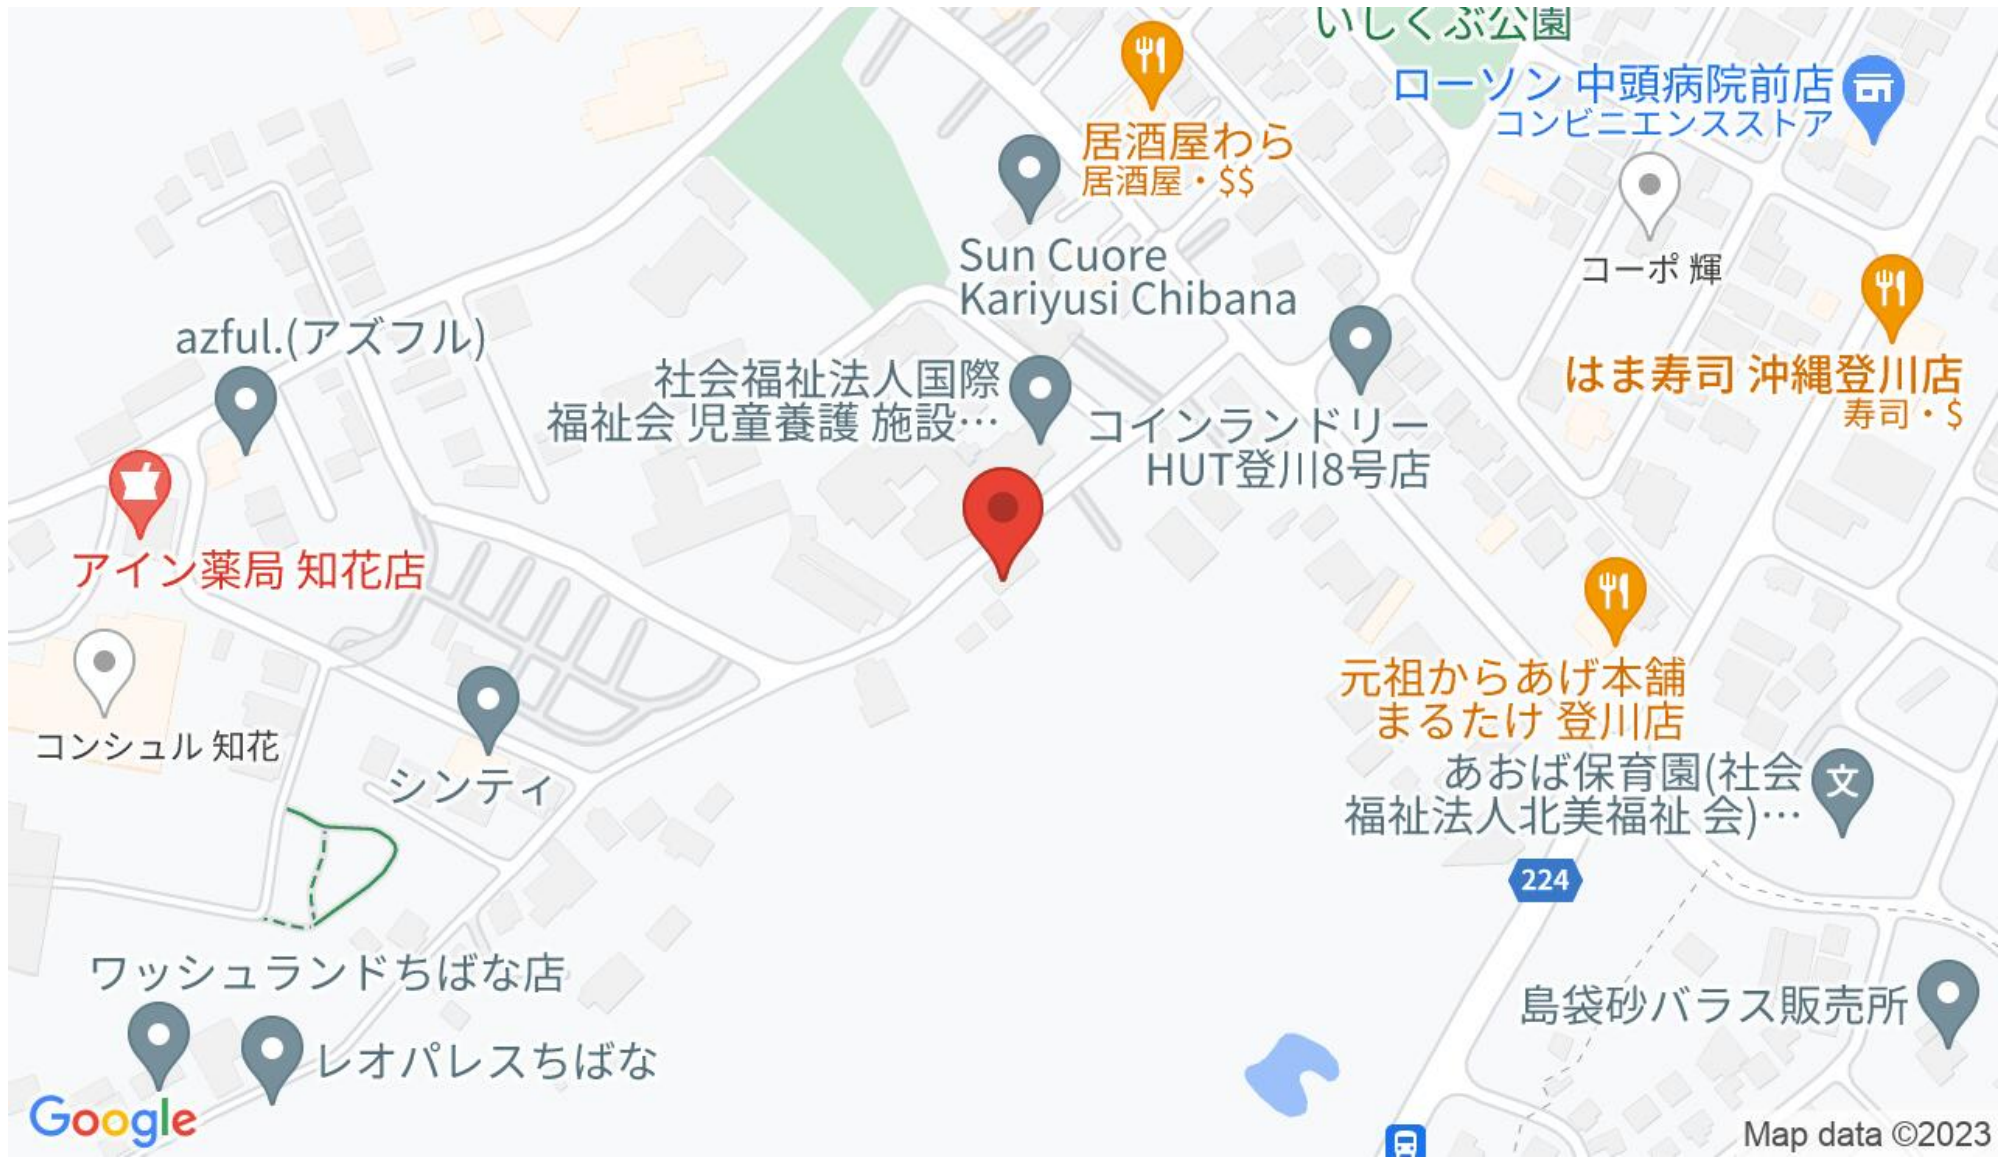 いしくぶ公園
ローソン 中頭病院前店
コンビニエンスストア
居酒屋わら
居酒屋・$$
Sun Cuore
Kariyusi Chibana
コーポ 輝
azful.(アズフル)
社会福祉法人国際
福祉会 児童養護 施設…
はま寿司 沖縄登川店
寿司・$
コインランドリー
HUT登川8号店
アイン薬局 知花店
元祖からあげ本舗
まるたけ 登川店
コンシュル 知花
シンティ
あおば保育園(社会
福祉法人北美福祉 会)…
文
224
ワッシュランドちばな店
島袋砂バラス販売所
レオパレスちばな
Google
Map data ©2023